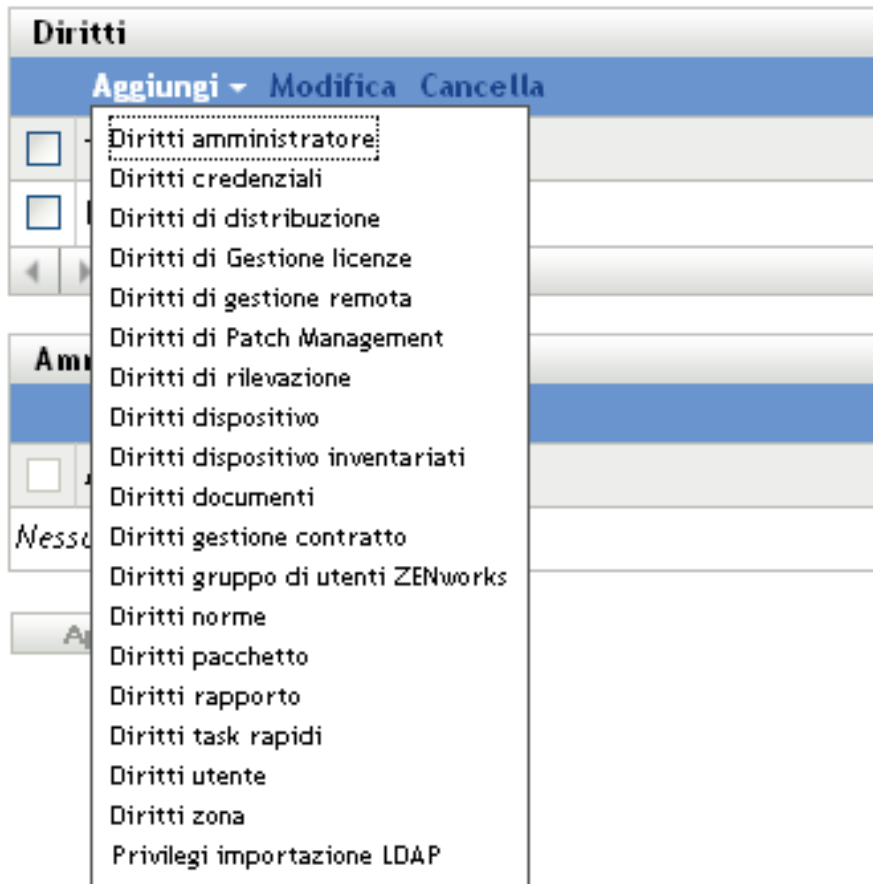 Diritti
Aggiungi Modifica Cancella
Diritti amministratore
Diritti credenziali
Diritti di distribuzione
Diritti di Gestione licenze
Diritti di gestione remota
Diritti di Patch Management
Diritti di rilevazione
Diritti dispositivo
Diritti dispositivo inventariati
Diritti documenti
Diritti gestione contratto
Diritti gruppo di utenti ZENworks
Diritti norme
Diritti pacchetto
Diritti rapporto
Diritti task rapidi
Diritti utente
Diritti zona
Privilegi importazione LDAP